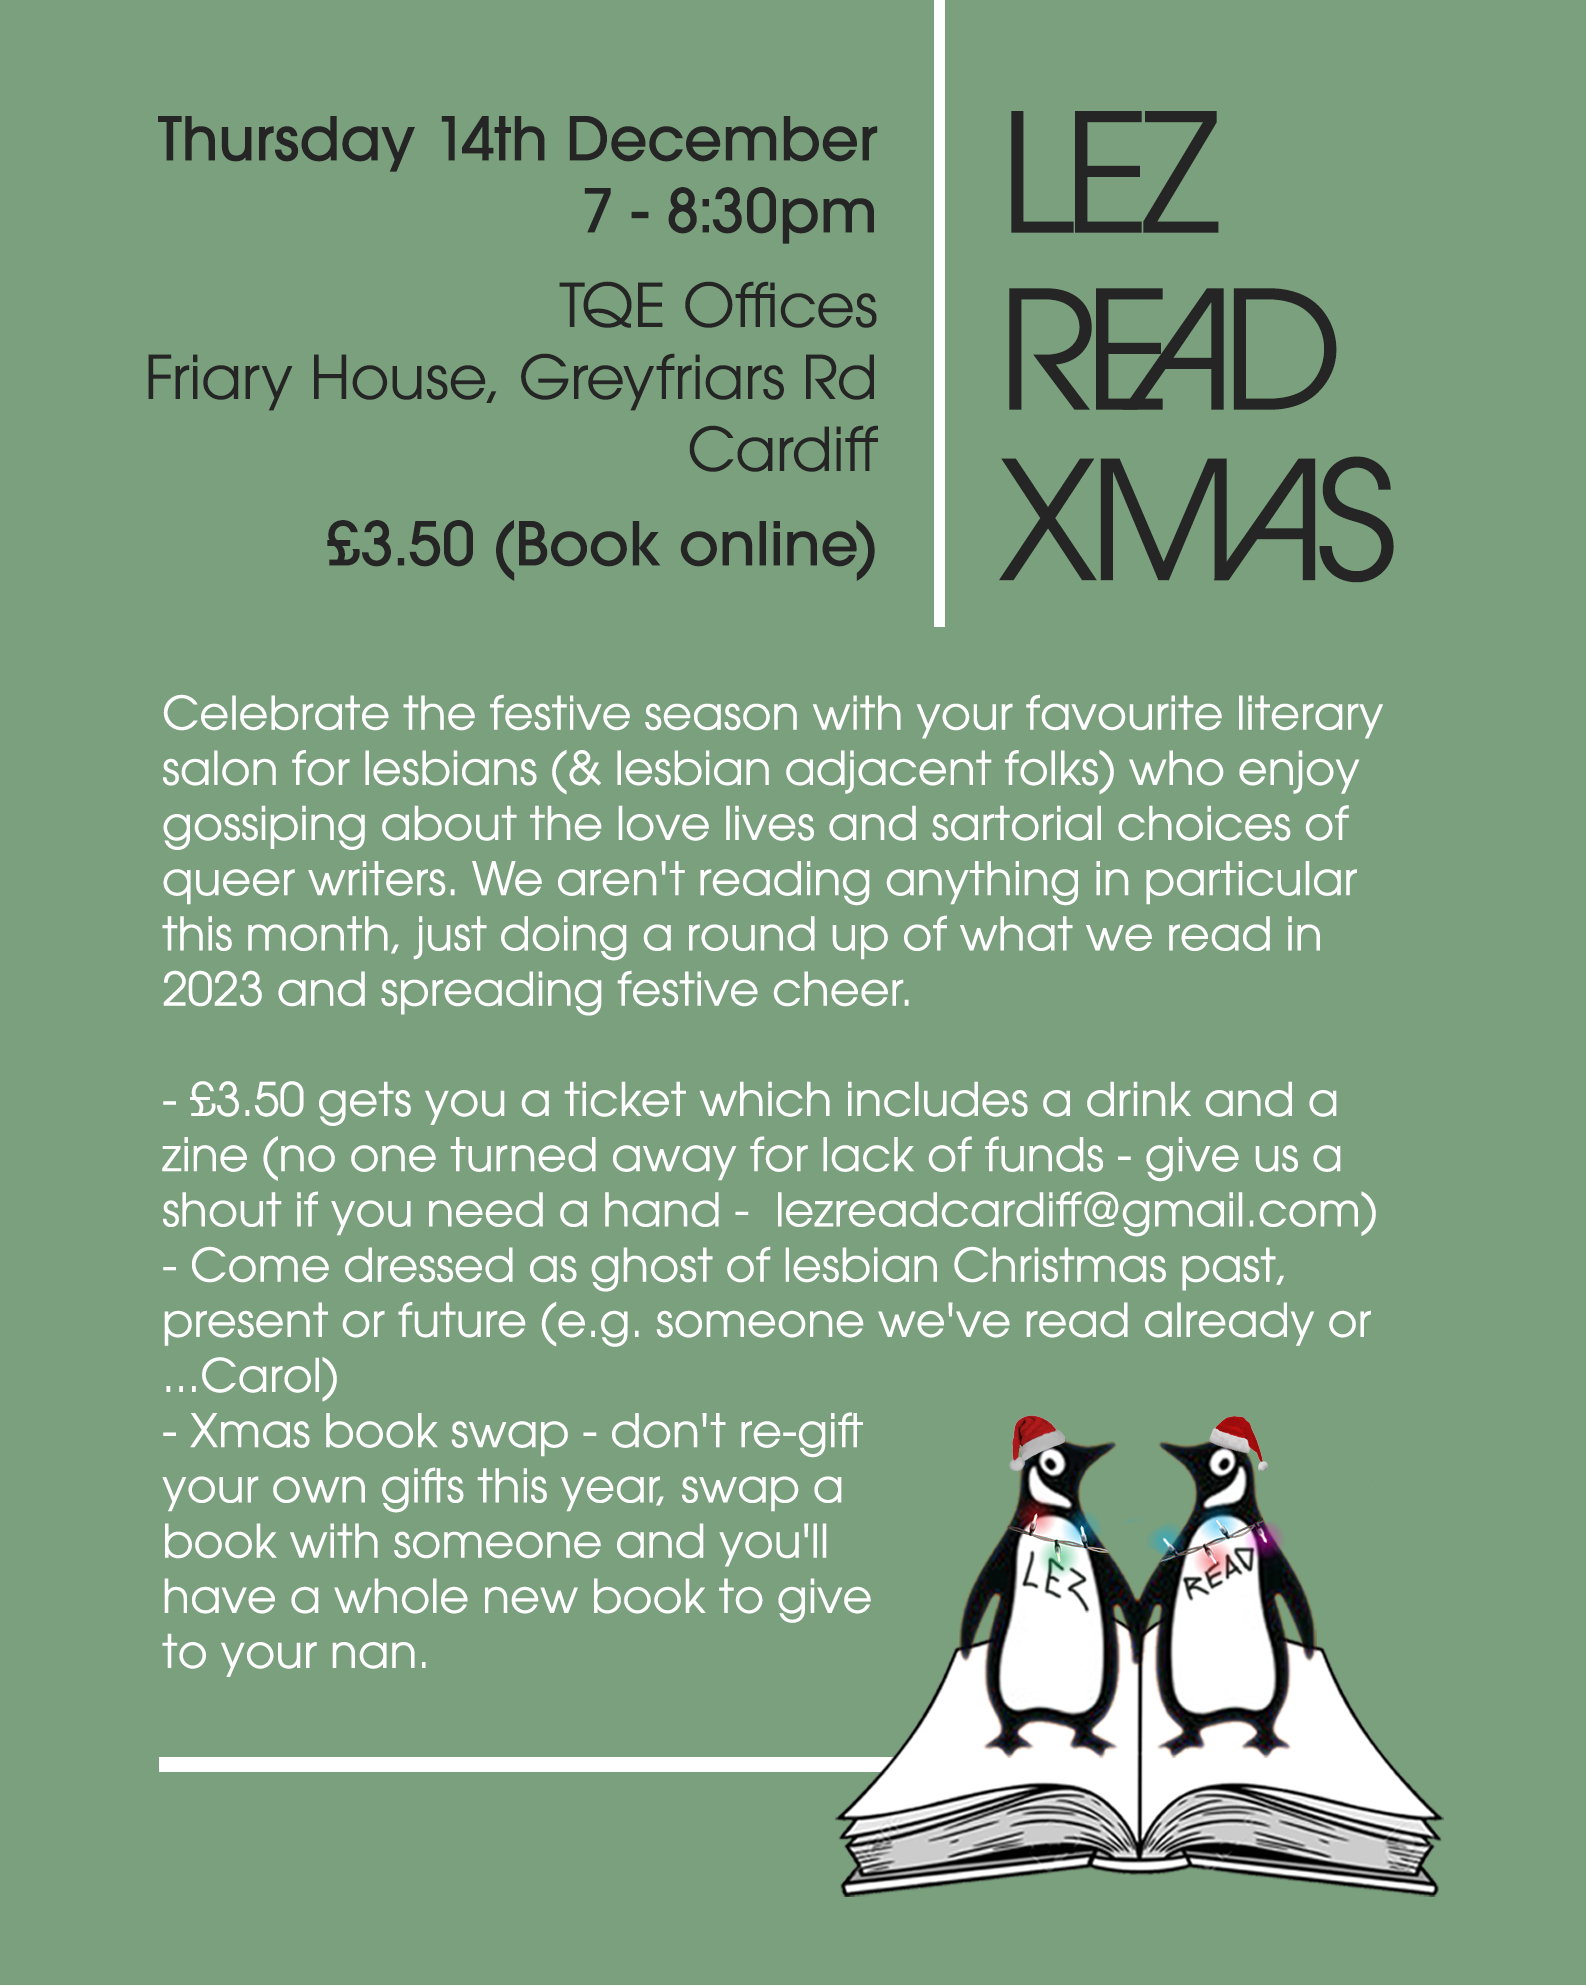 Thursday 14th December
7 - 8:30pm
TQE Offices
Friary House, Greyfriars Rd
Cardiff
£3.50 (Book online)
LEZ
READ
XMAS
Celebrate the festive season with your favourite literary
salon for lesbians (& lesbian adjacent folks) who enjoy
gossiping about the love lives and sartorial choices of
queer writers. We aren't reading anything in particular
this month, just doing a round up of what we read in
2023 and spreading festive cheer.
- £3.50 gets you a ticket which includes a drink and a
zine (no one turned away for lack of funds - give us a
shout if you need a hand -  lezreadcardiff@gmail.com)
- Come dressed as ghost of lesbian Christmas past,
present or future (e.g. someone we've read already or
...Carol)
- Xmas book swap - don't re-gift
your own gifts this year, swap a
book with someone and you'll
have a whole new book to give
to your nan.
LEZ
READ